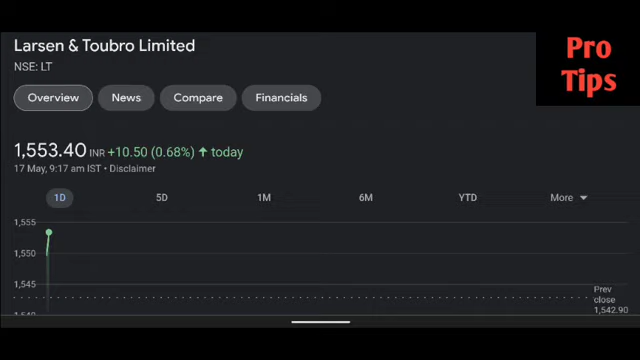 Larsen & Toubro Limited
NSE: LT
Pro
Tips
Overview
News
Compare
Financials
1,553.40 INR +10.50 (0.68%) ↑ today
17 May, 9:17 am IST • Disclaimer
1D
5D
1M
6M
YTD
More
1,555
1,550
1,545
Prev
close
1,542.90
1,540